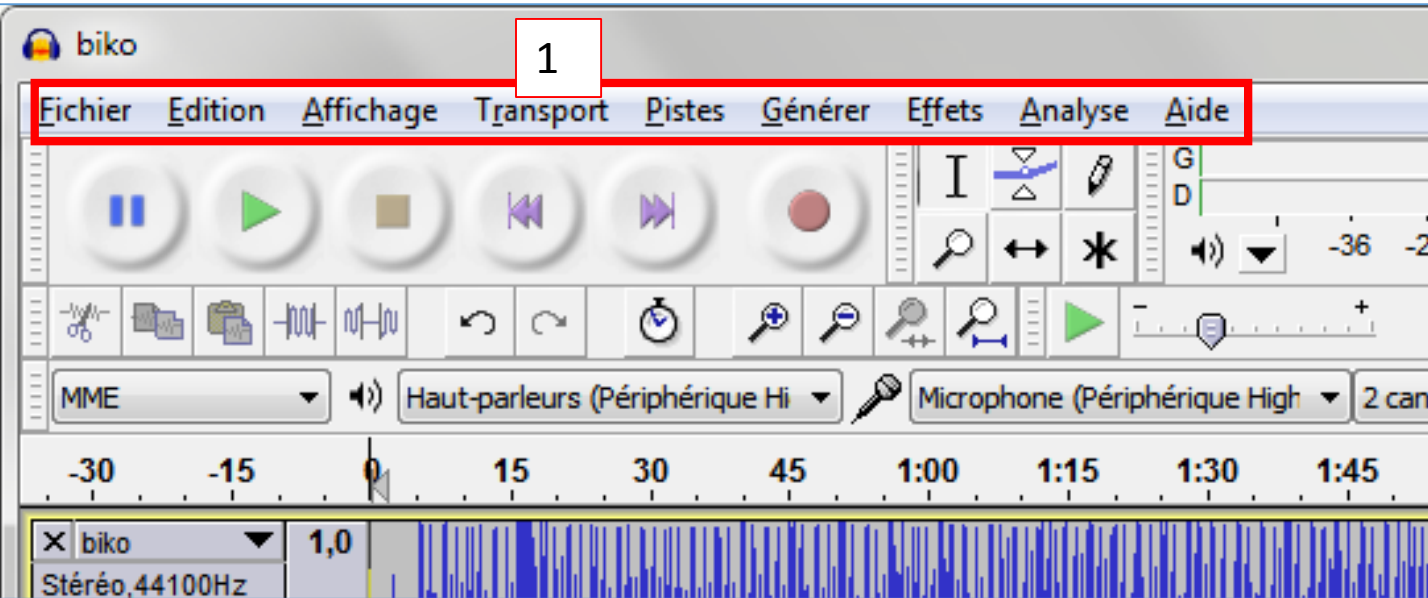 biko
1
Fichier Edition Affichage Transport Pistes Générer Effets Analyse Aide
G
D
-36 -2
- +
MME Haut-parleurs (Périphérique Hi Microphone (Périphérique High 2 can
-30 -15 0 15 30 45 1:00 1:15 1:30 1:45
biko 1,0
Stéréo,44100Hz